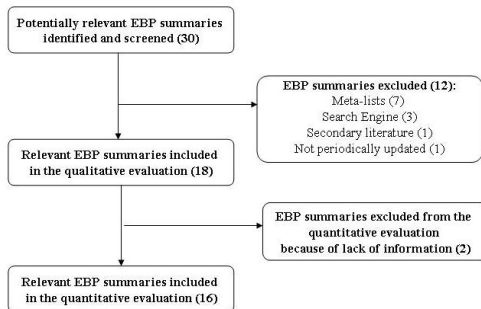 Potentially relevant EBP summaries
identified and screened (30)
EBP summaries excluded (12):
Meta-lists (7)
Search Engine (3)
Secondary literature (1)
Not periodically updated (1)
Relevant EBP summaries included
in the qualitative evaluation (18)
EBP summaries excluded from the
quantitative evaluation
because of lack of information (2)
Relevant EBP summaries included
in the quantitative evaluation (16)